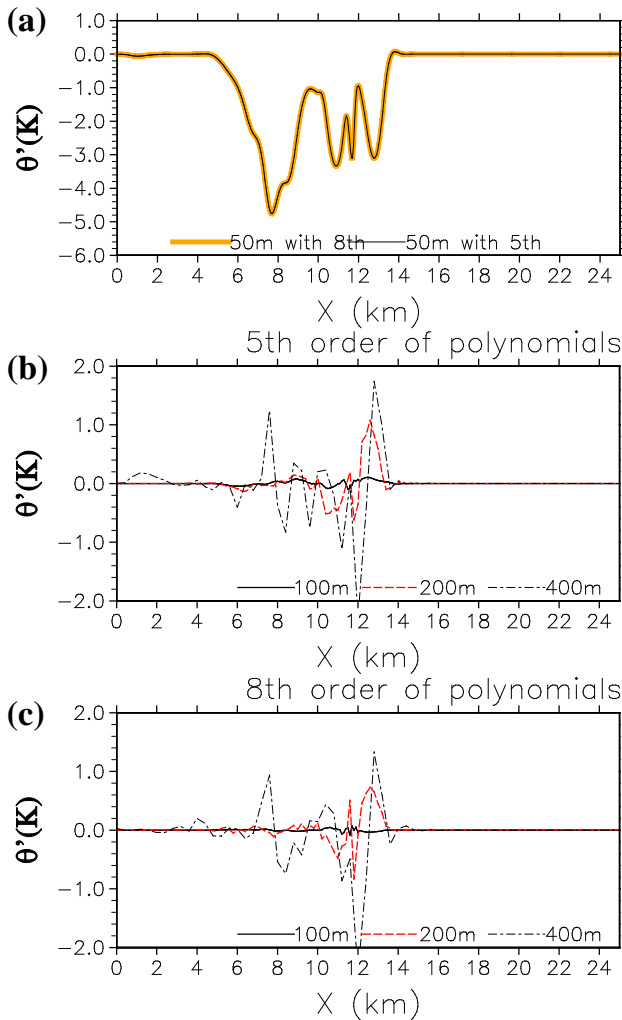 (a)
1.0
0.0
−1.0
−2.0
−3.0
−4.0
−5.0
−6.0
θ'(K)
50m with 8th 50m with 5th
0 2 4 6 8 10 12 14 16 18 20 22 24
X (km)
5th order of polynomials
(b)
2.0
1.0
0.0
−1.0
−2.0
θ'(K)
100m 200m 400m
0 2 4 6 8 10 12 14 16 18 20 22 24
X (km)
8th order of polynomials
(c)
2.0
1.0
0.0
−1.0
−2.0
θ'(K)
100m 200m 400m
0 2 4 6 8 10 12 14 16 18 20 22 24
X (km)